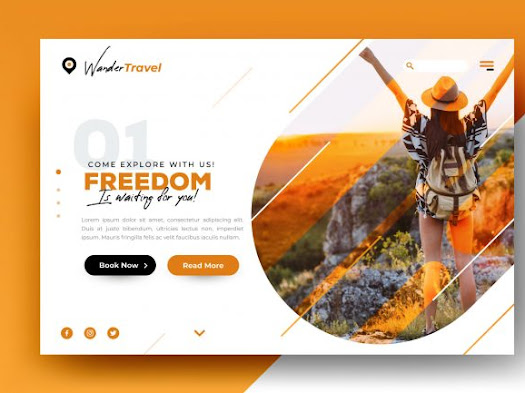 WanderTravel
01
COME EXPLORE WITH US!
FREEDOM
Is waiting for you!
Lorem ipsum dolor sit amet, consectetur adipiscing elit.
Duis at justo bibendum, ultricies lectus non, imperdiet
ipsum. Mauris fringilla mi ac velit faucibus iaculis nullam.
Book Now
Read More